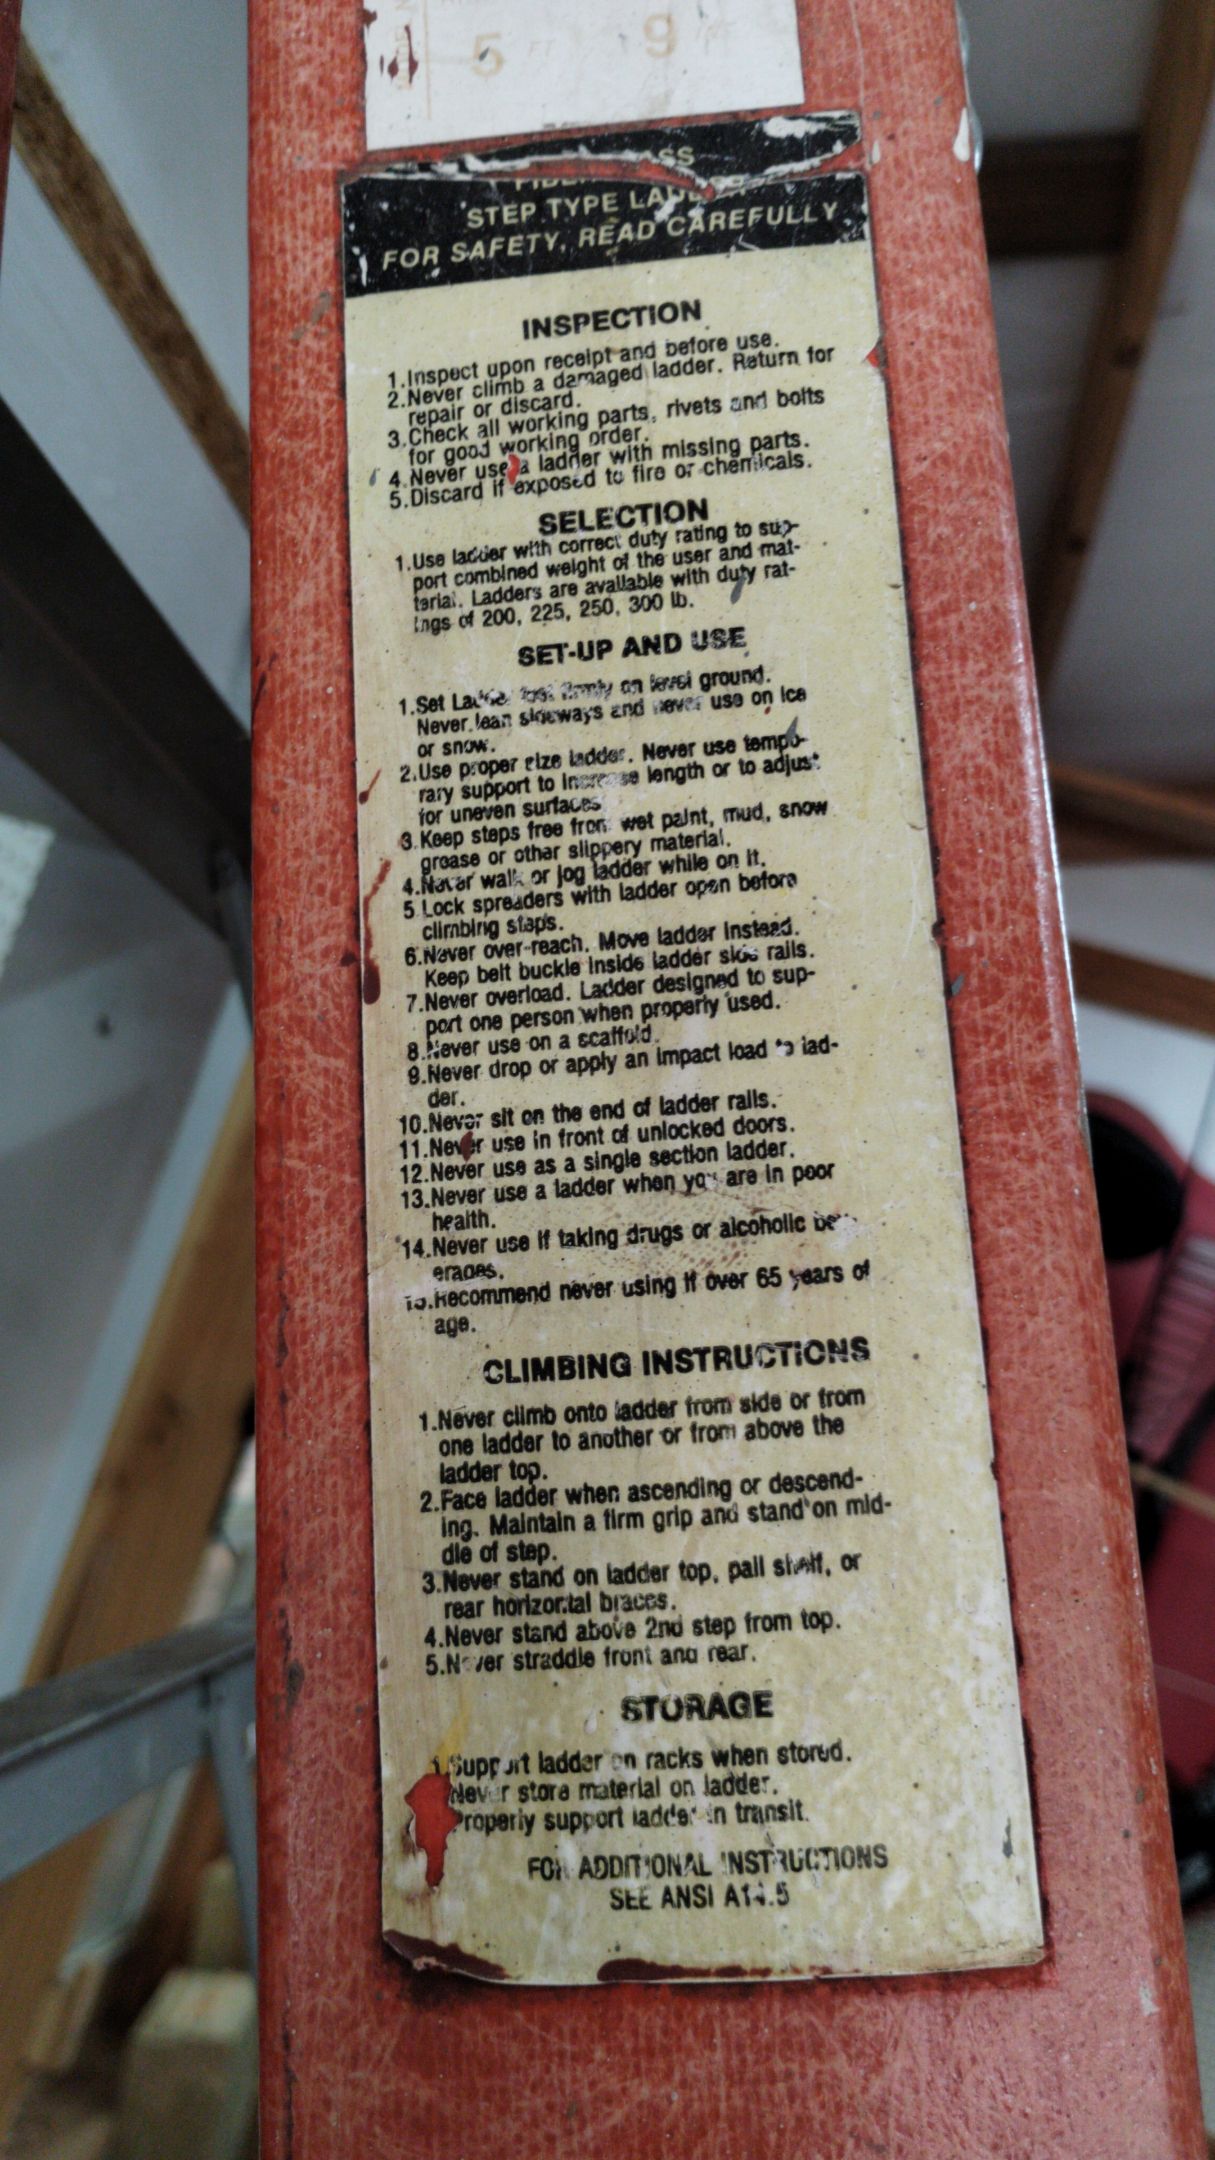 5 FT 9 IN
STEP TYPE
FOR SAFETY, READ CAREFULLY
INSPECTION
1.Inspect upon receipt and before use.
2.Never climb a damaged ladder. Return for
repair or discard.
3.Check all working parts, rivets and bolts
for good working order.
4.Never use a ladder with missing parts.
5.Discard if exposed to fire or chemicals.
SELECTION
1.Use ladder with correct duty rating to sup-
port combined weight of the user and mat-
terial. Ladders are available with duty rat-
ings of 200, 225, 250, 300 lb.
SET-UP AND USE
1.Set Ladder feet firmly on level ground.
Never lean sideways and never use on ice
or snow.
2.Use proper size ladder. Never use tempo-
rary support to increase length or to adjust
for uneven surfaces
3.Keep steps free from wet paint, mud, snow
grease or other slippery material.
4.Never walk or jog ladder while on it.
5.Lock spreaders with ladder open before
climbing steps.
6.Never over-reach. Move ladder instead.
Keep belt buckle inside ladder side rails.
7.Never overload. Ladder designed to sup-
port one person when properly used.
8.Never use on a scaffold.
9.Never drop or apply an impact load to lad-
der.
10.Never sit on the end of ladder rails.
11.Never use in front of unlocked doors.
12.Never use as a single section ladder.
13.Never use a ladder when you are in poor
health.
14.Never use if taking drugs or alcoholic bev-
erages.
15.Recommend never using if over 65 years of
age.
CLIMBING INSTRUCTIONS
1.Never climb onto ladder from side or from
one ladder to another or from above the
ladder top.
2.Face ladder when ascending or descend-
ing. Maintain a firm grip and stand on mid-
dle of step.
3.Never stand on ladder top, pail shelf, or
rear horizontal braces.
4.Never stand above 2nd step from top.
5.Never straddle front and rear.
STORAGE
1.Support ladder on racks when stored.
Never store material on ladder.
Properly support ladder in transit.
FOR ADDITIONAL INSTRUCTIONS
SEE ANSI A14.5